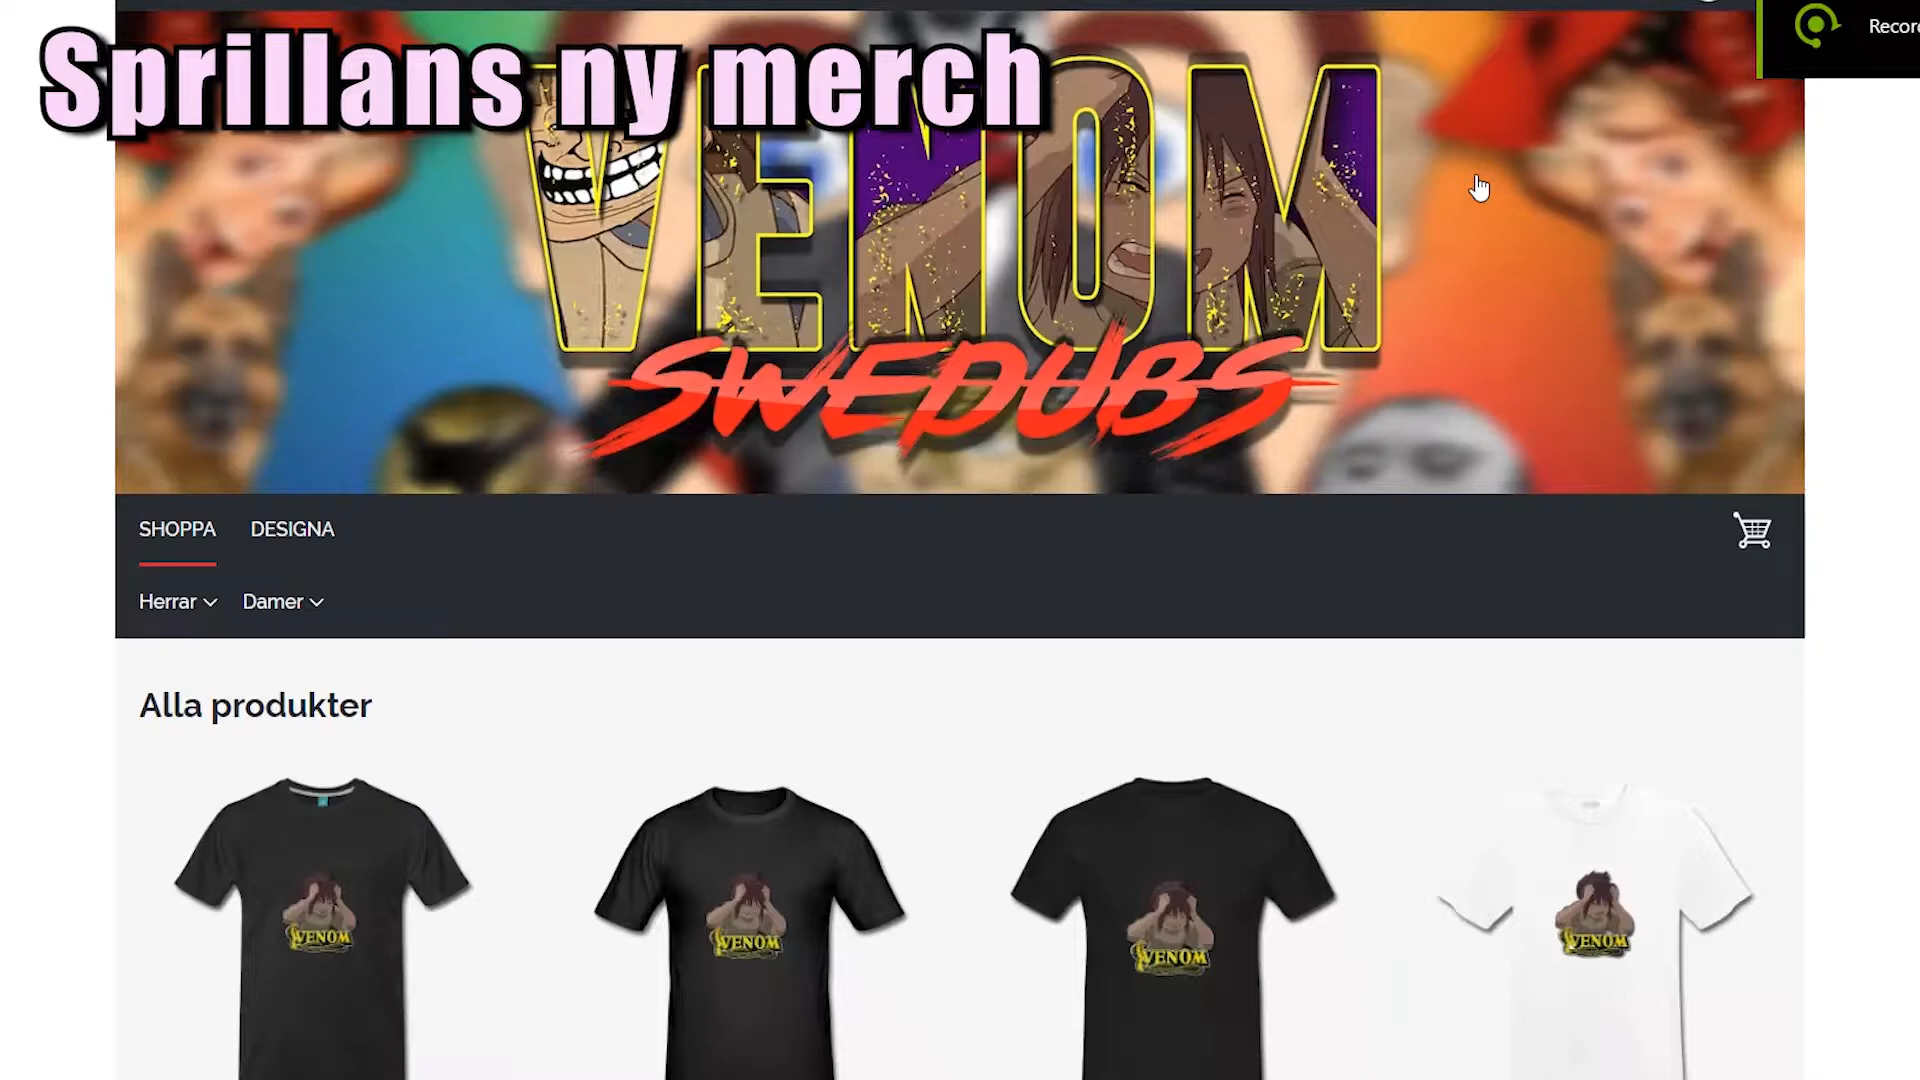 Sprillans ny merch
Recor
VENOM
SWEDUBS
SHOPPA DESIGNA
Herrar Damer
Alla produkter
VENOM VENOM VENOM VENOM